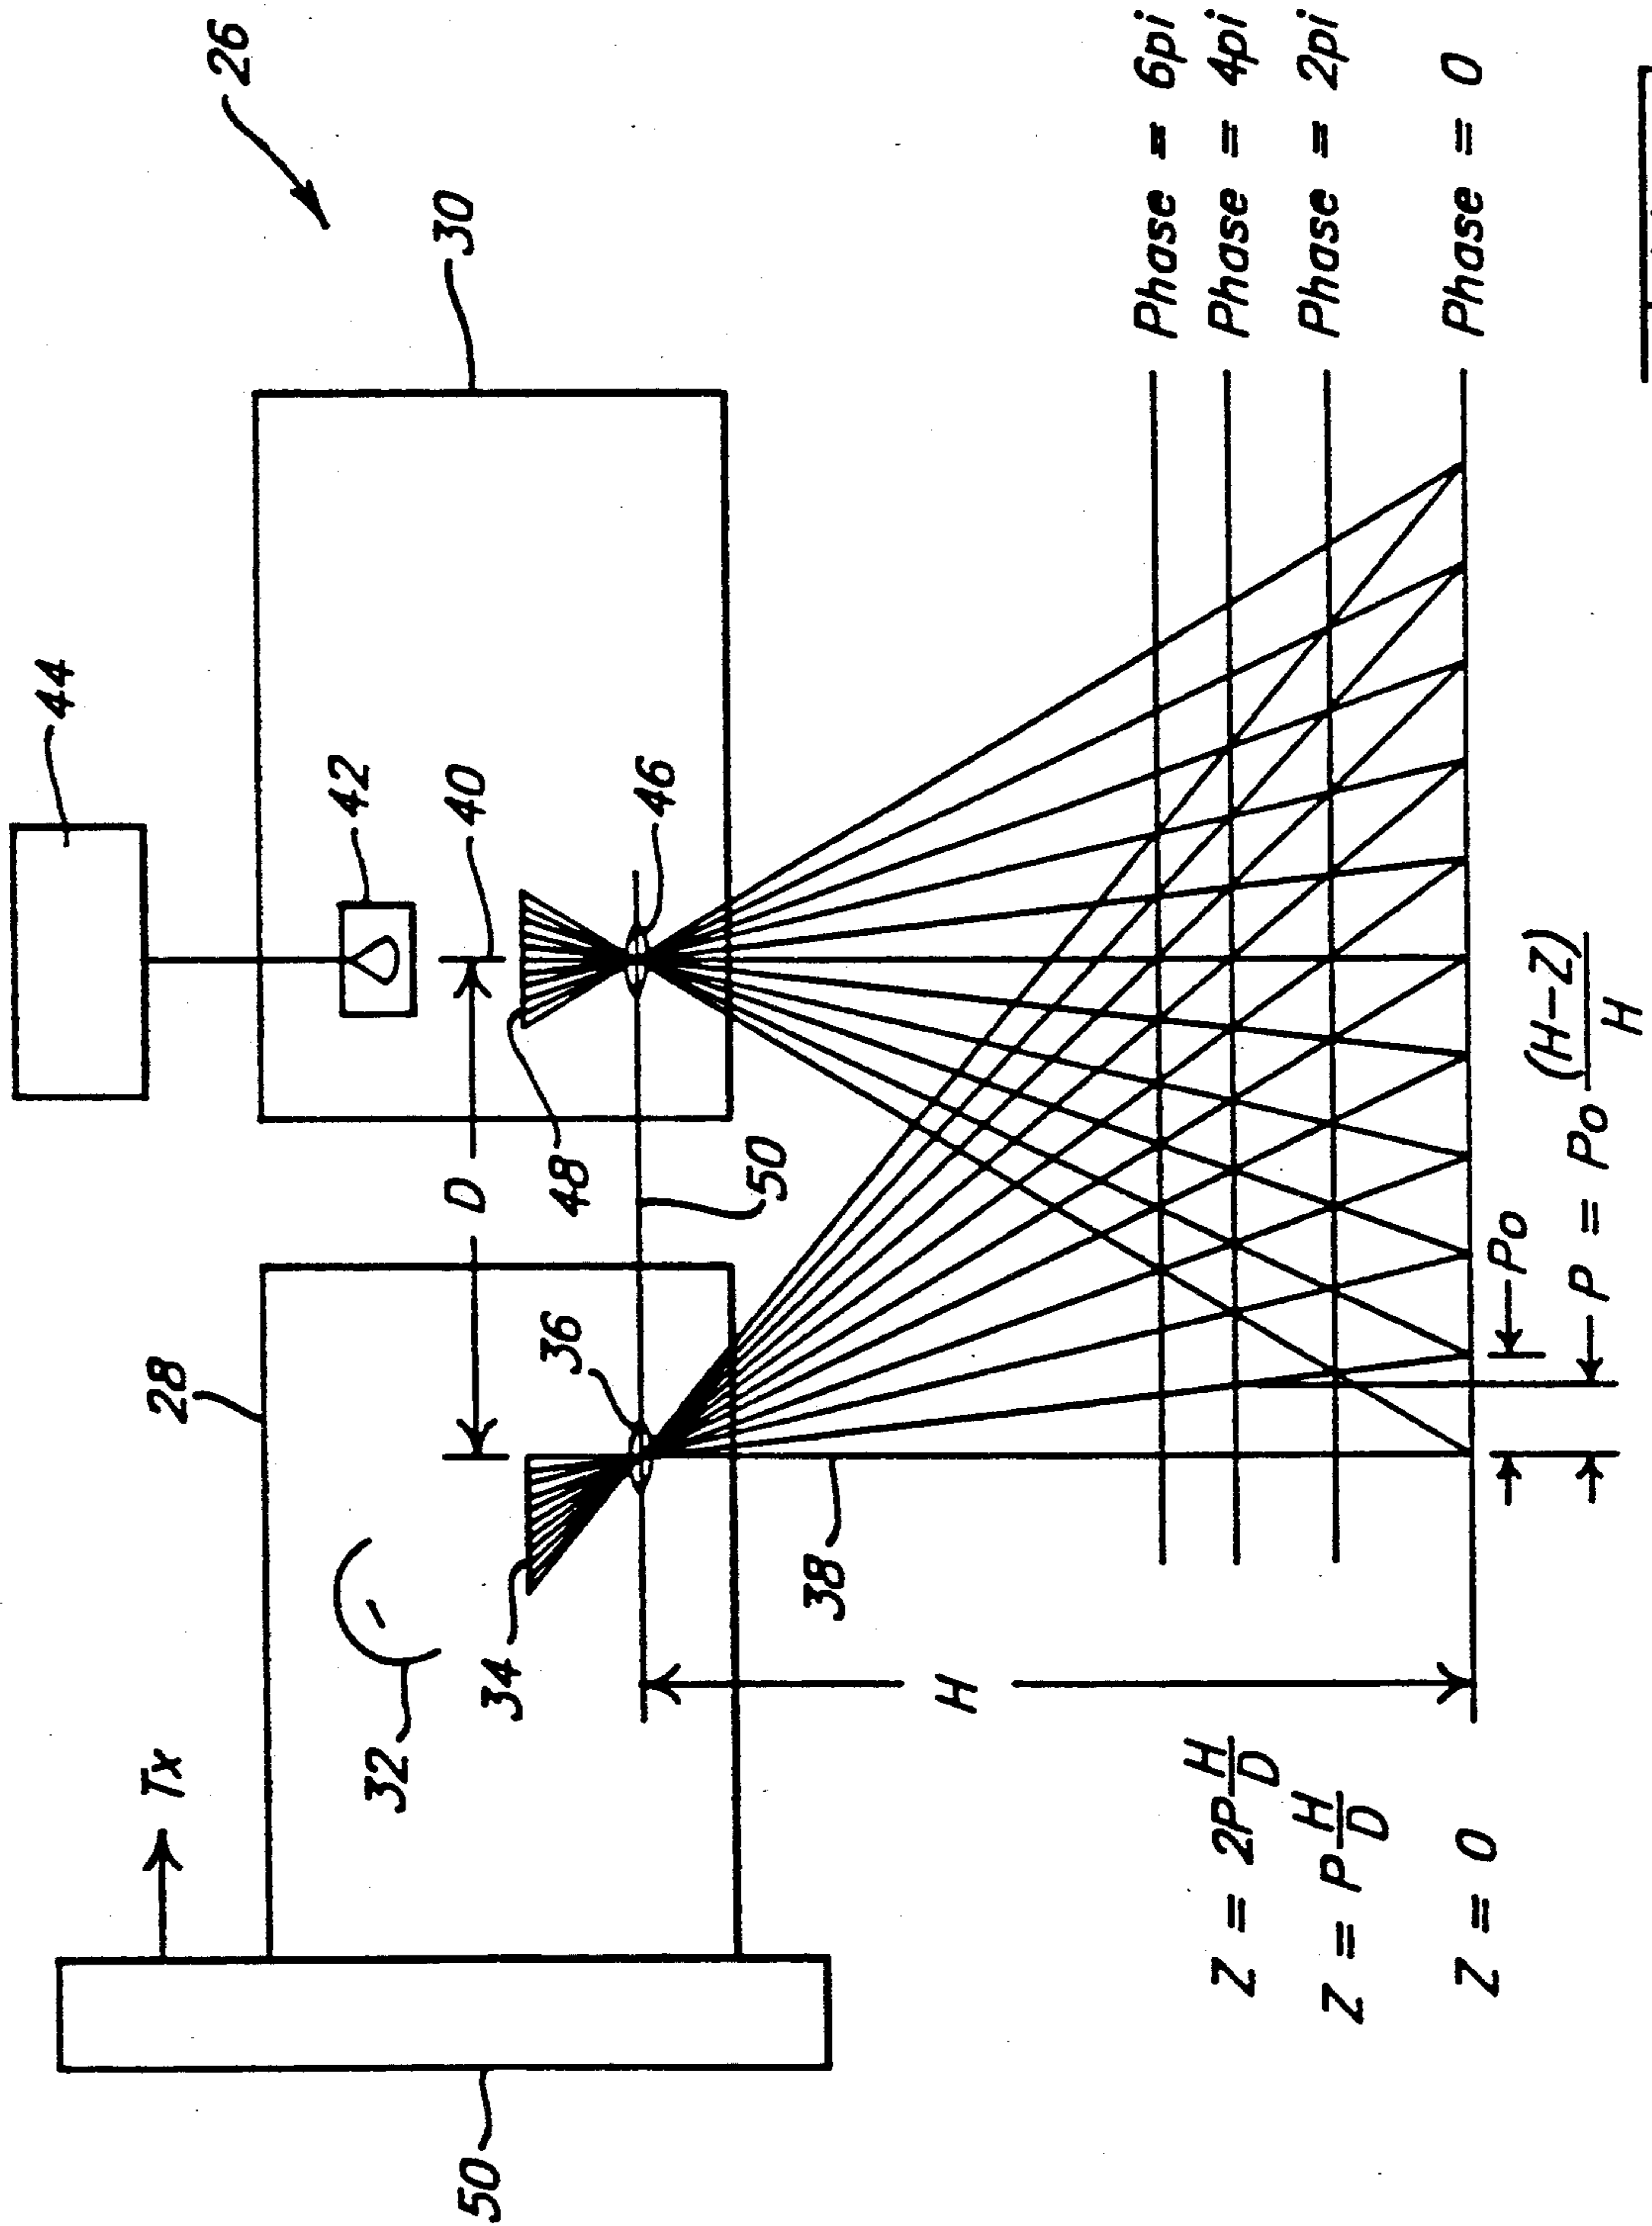 26
44
30
42
40
46
D
48
50
28
36
32
34
38
Tx
50
H
Phase = 6pi
Phase = 4pi
Phase = 2pi
Phase = 0
Z = 2P H/D
Z = P H/D
Z = 0
Po
P = Po (H-Z)/H